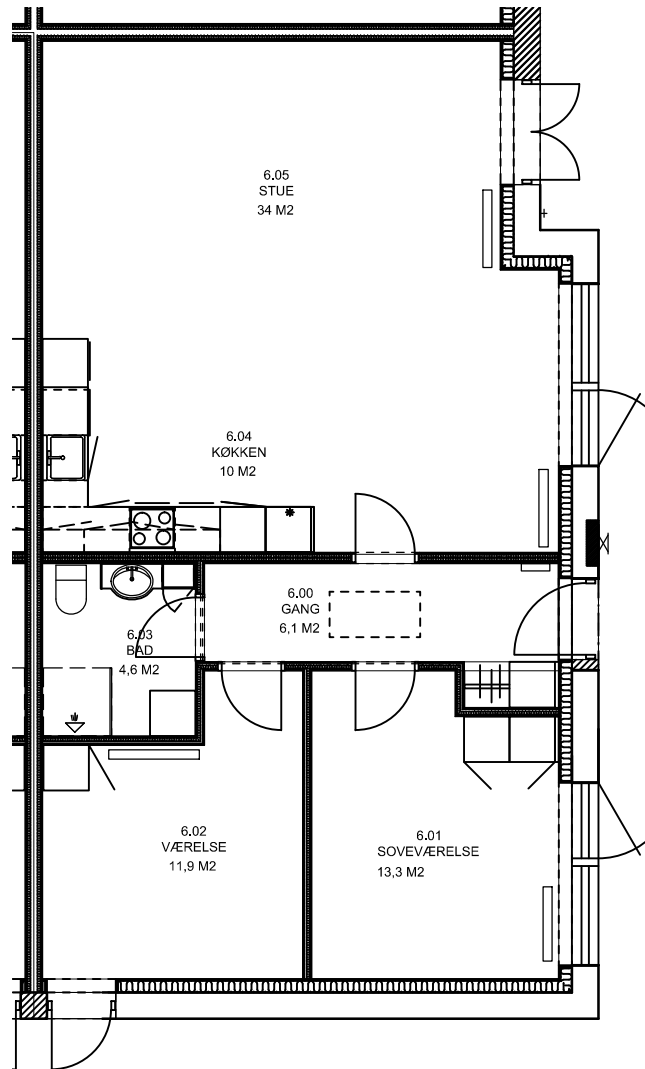 6.05
STUE
34 M2
6.04
KØKKEN
10 M2
6.00
GANG
6,1 M2
6.03
BAD
4,6 M2
6.02
VÆRELSE
11,9 M2
6.01
SOVEVÆRELSE
13,3 M2